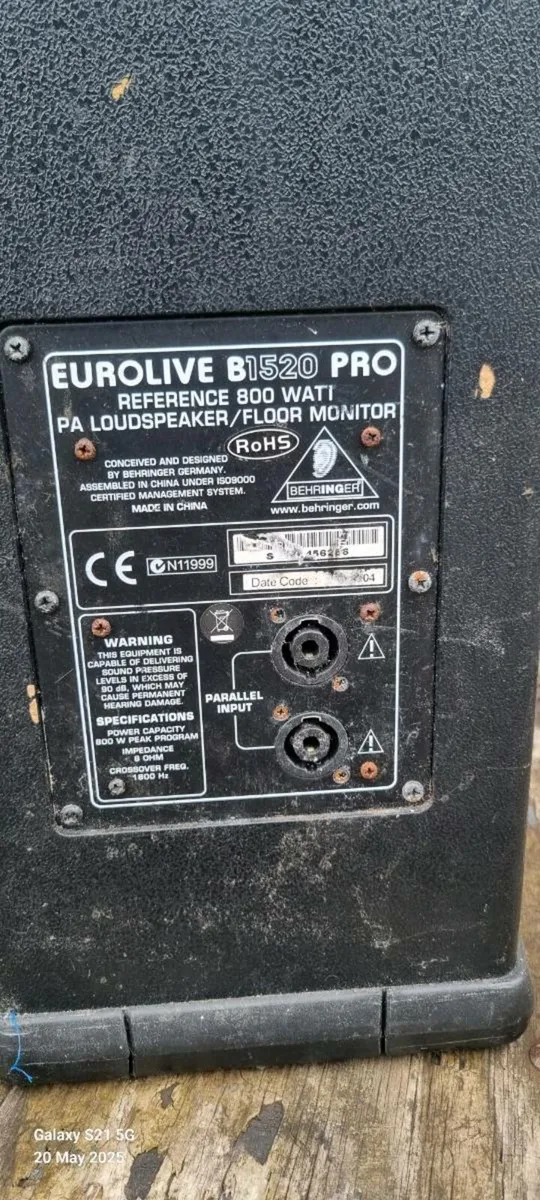 EUROLIVE B1520 PRO
REFERENCE 800 WATT
PA LOUDSPEAKER/FLOOR MONITOR
RoHS
CONCEIVED AND DESIGNED
BY BEHRINGER GERMANY.
ASSEMBLED IN CHINA UNDER ISO9000
CERTIFIED MANAGEMENT SYSTEM.
MADE IN CHINA
BEHRINGER
www.behringer.com
CE
N11999
S
Date Code :
04
WARNING
THIS EQUIPMENT IS
CAPABLE OF DELIVERING
SOUND PRESSURE
LEVELS IN EXCESS OF
90 dB, WHICH MAY
CAUSE PERMANENT
HEARING DAMAGE.
SPECIFICATIONS
POWER CAPACITY
800 W PEAK PROGRAM
IMPEDANCE
8 OHM
CROSSOVER FREQ.
1800 Hz
PARALLEL
INPUT
Galaxy S21 5G
20 May 2025